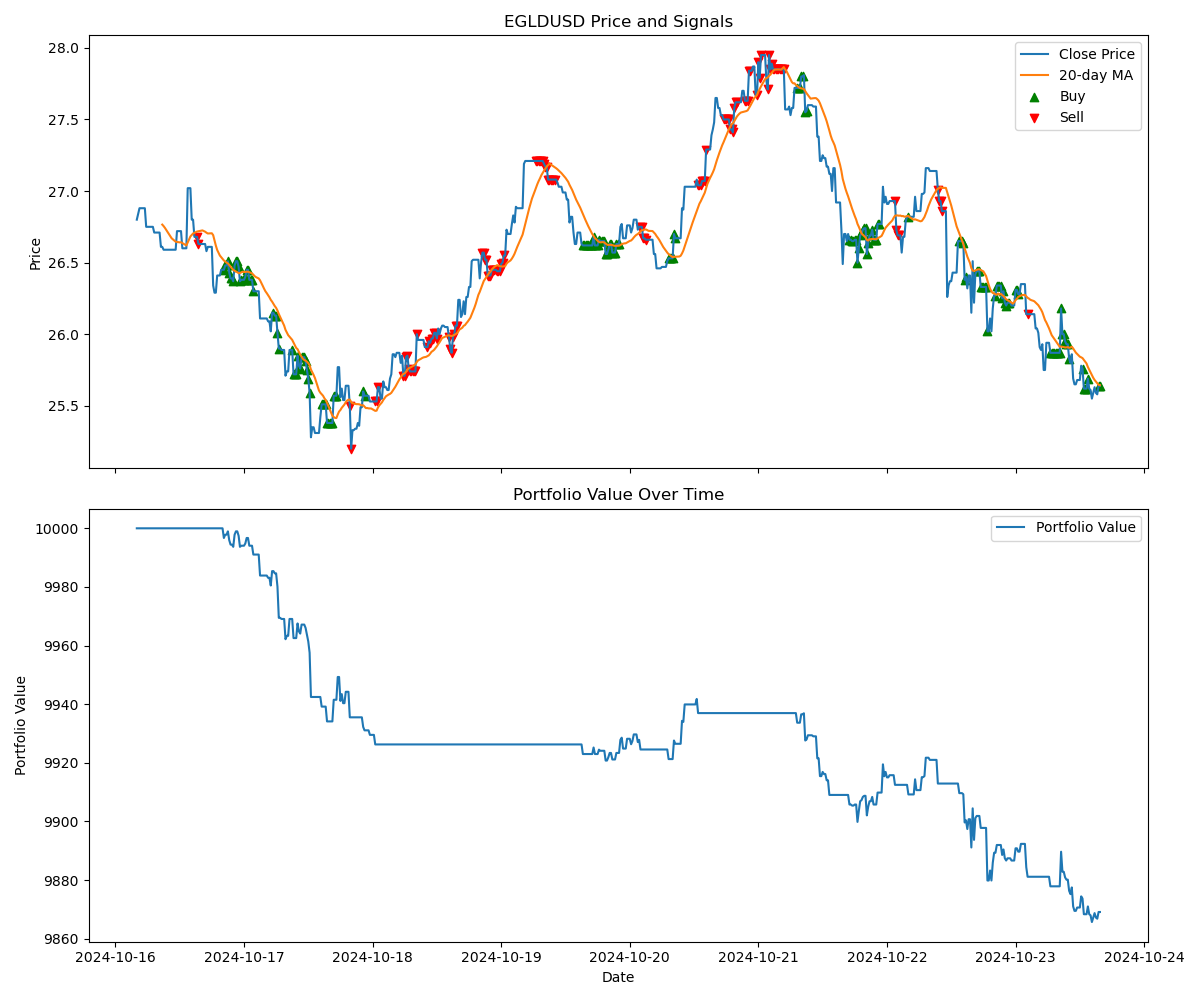 EGLDUSD Price and Signals
Price
28.0
27.5
27.0
26.5
26.0
25.5
Close Price
20-day MA
Buy
Sell
Portfolio Value Over Time
Portfolio Value
10000
9980
9960
9940
9920
9900
9880
9860
Portfolio Value
2024-10-16
2024-10-17
2024-10-18
2024-10-19
2024-10-20
2024-10-21
2024-10-22
2024-10-23
2024-10-24
Date